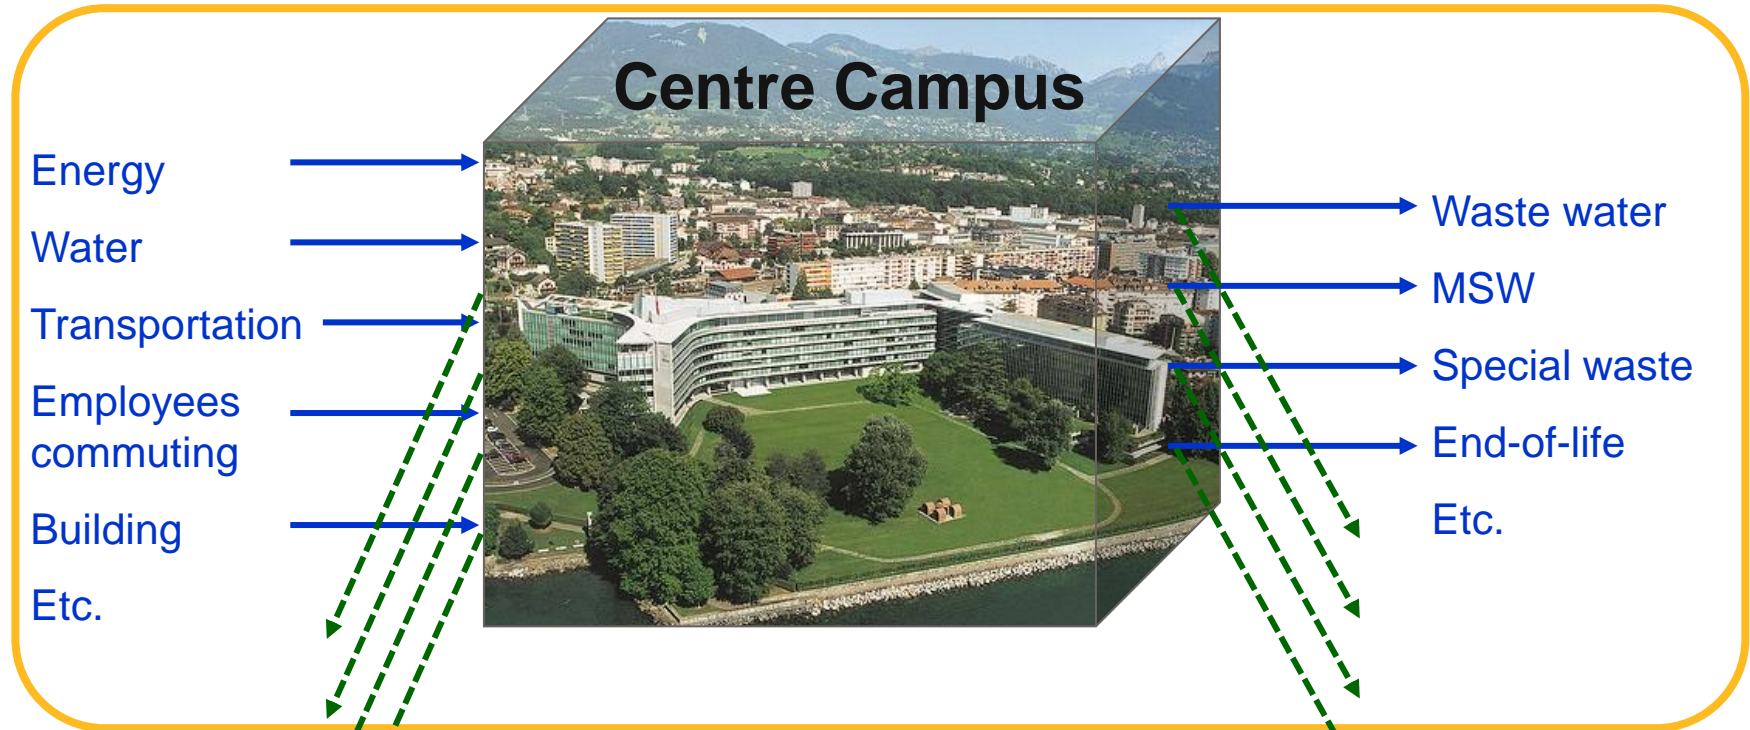 Centre Campus
Energy
Water
Transportation
Employees
commuting
Building
Etc.
Waste water
MSW
Special waste
End-of-life
Etc.